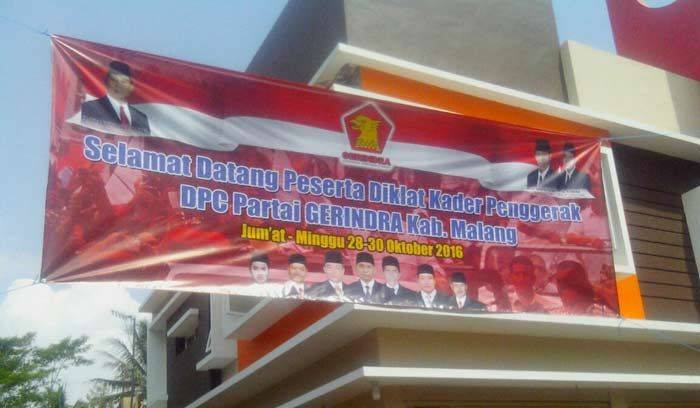 GERINDRA
Selamat Datang Peserta Diklat Kader Penggerak
DPC Partai GERINDRA Kab. Malang
Jum'at - Minggu 28-30 Oktober 2016